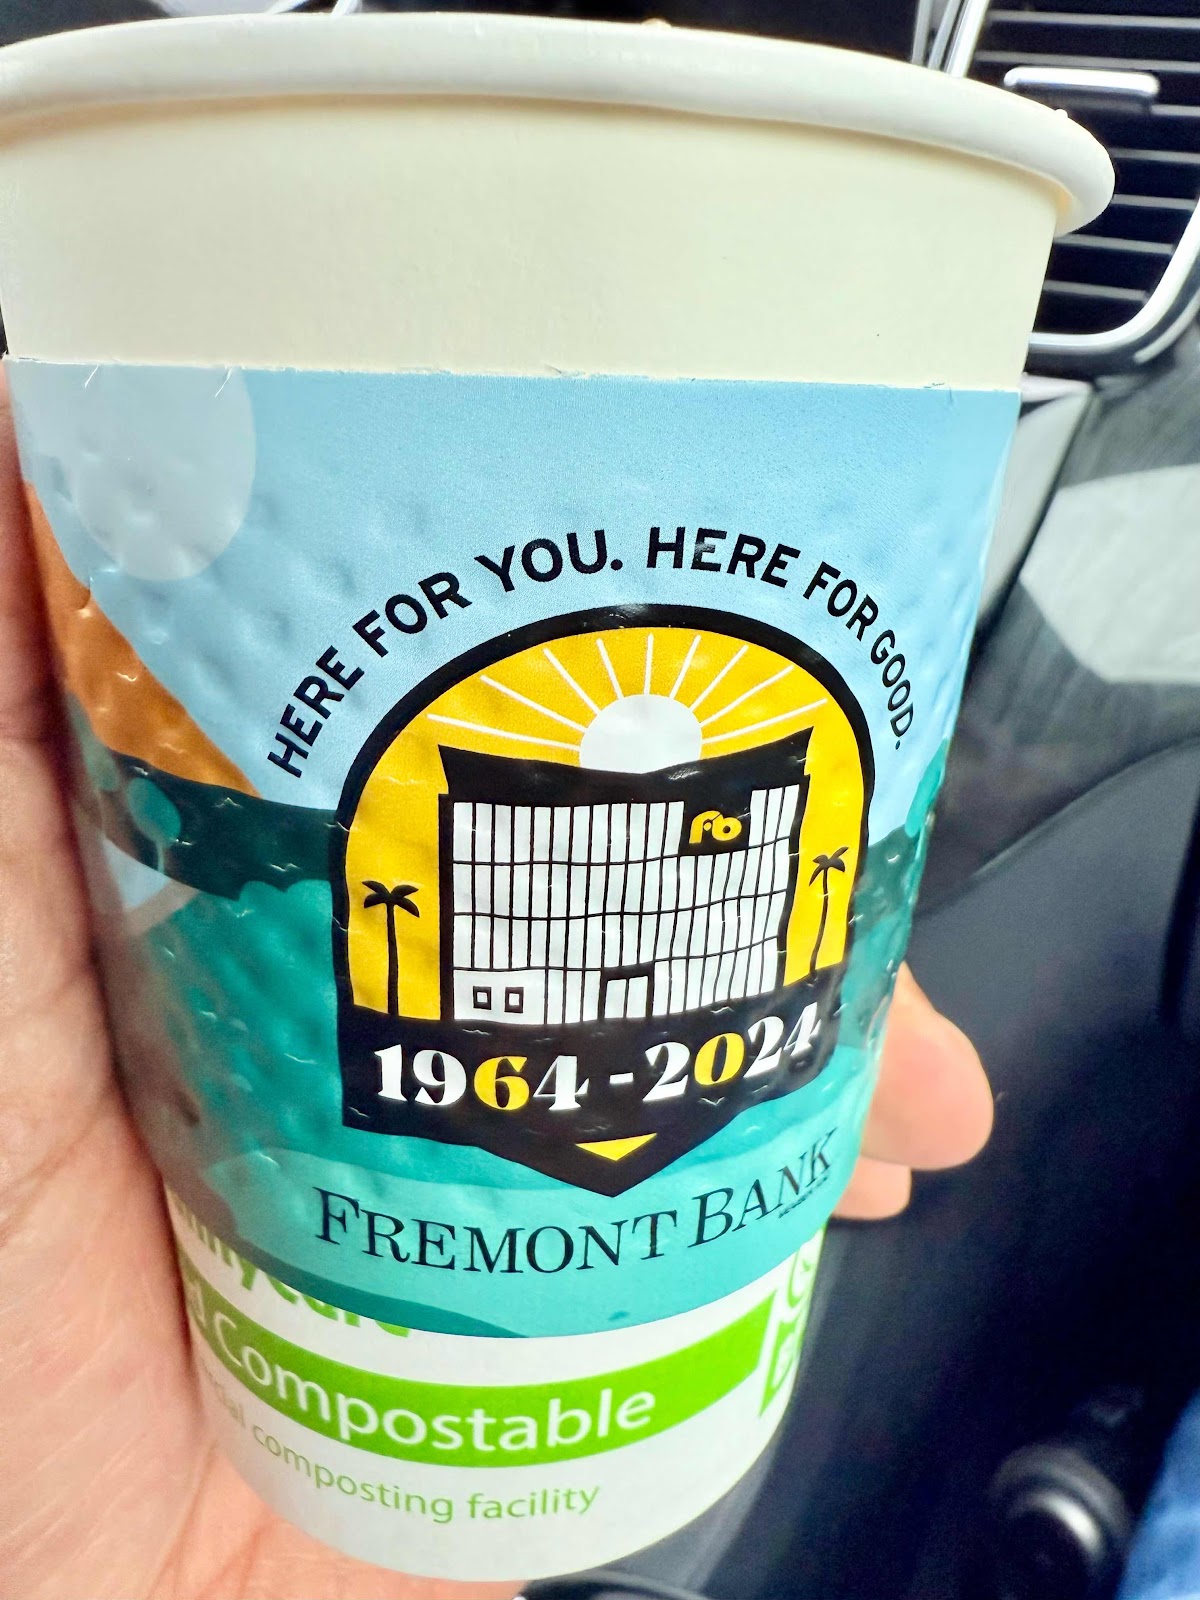 HERE FOR YOU. HERE FOR GOOD.
fb
1964 - 2024
FREMONT BANK
Compostable
composting facility